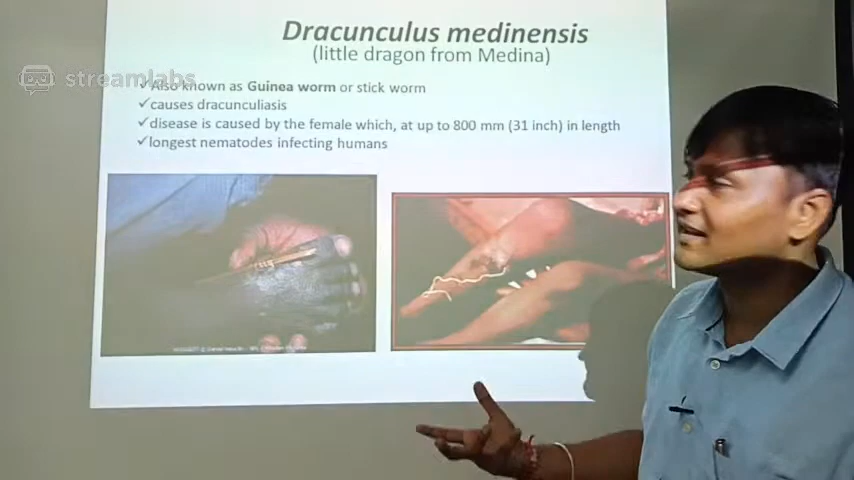 Dracunculus medinensis
(little dragon from Medina)
streamlabs
✓Also known as Guinea worm or stick worm
✓causes dracunculiasis
✓disease is caused by the female which, at up to 800 mm (31 inch) in length
✓longest nematodes infecting humans